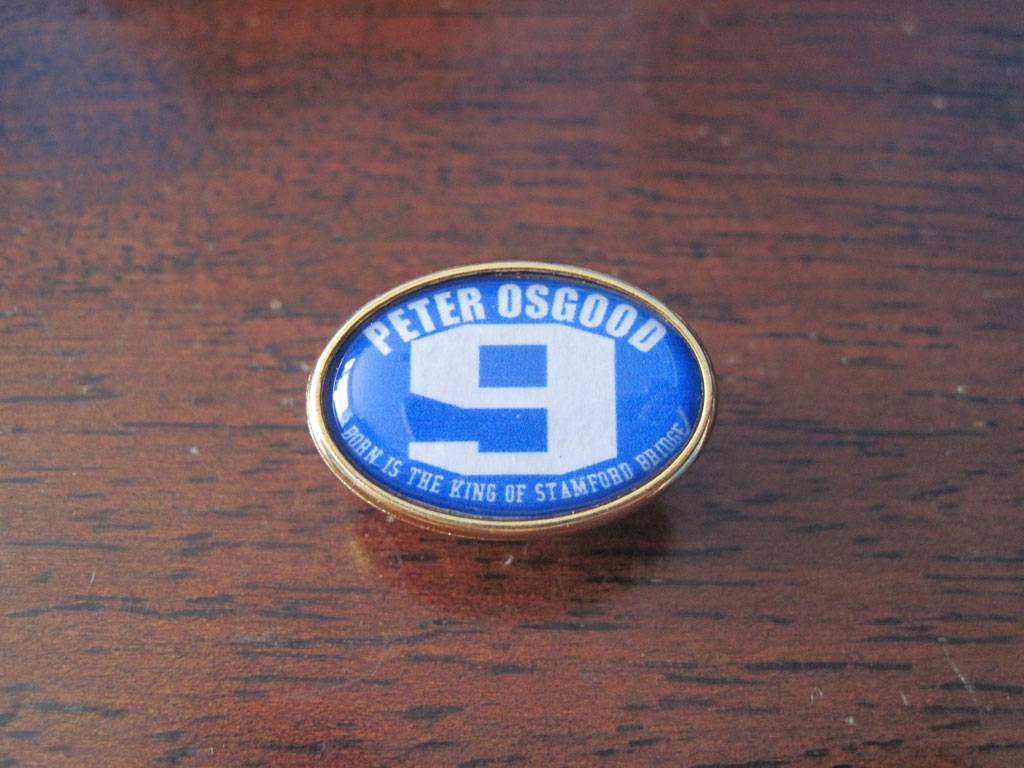 PETER OSGOOD
9
BORN IS THE KING OF STAMFORD BRIDGE